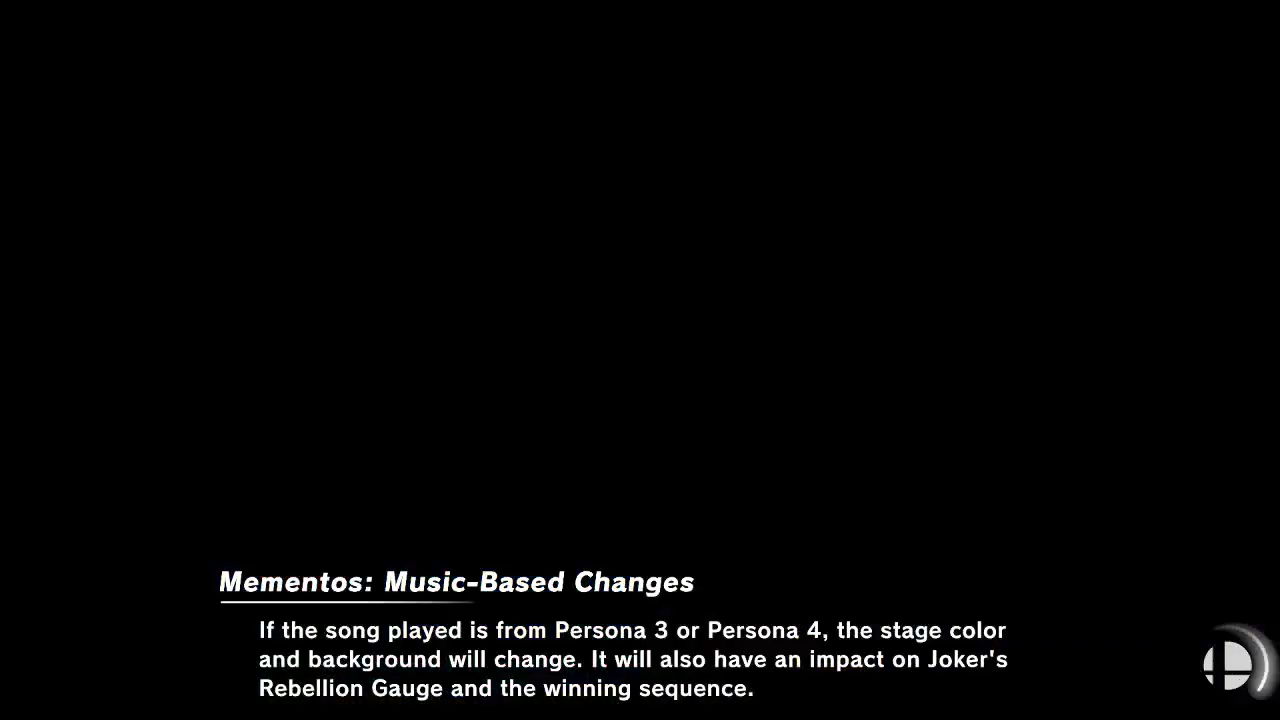 Mementos: Music-Based Changes
If the song played is from Persona 3 or Persona 4, the stage color
and background will change. It will also have an impact on Joker's
Rebellion Gauge and the winning sequence.